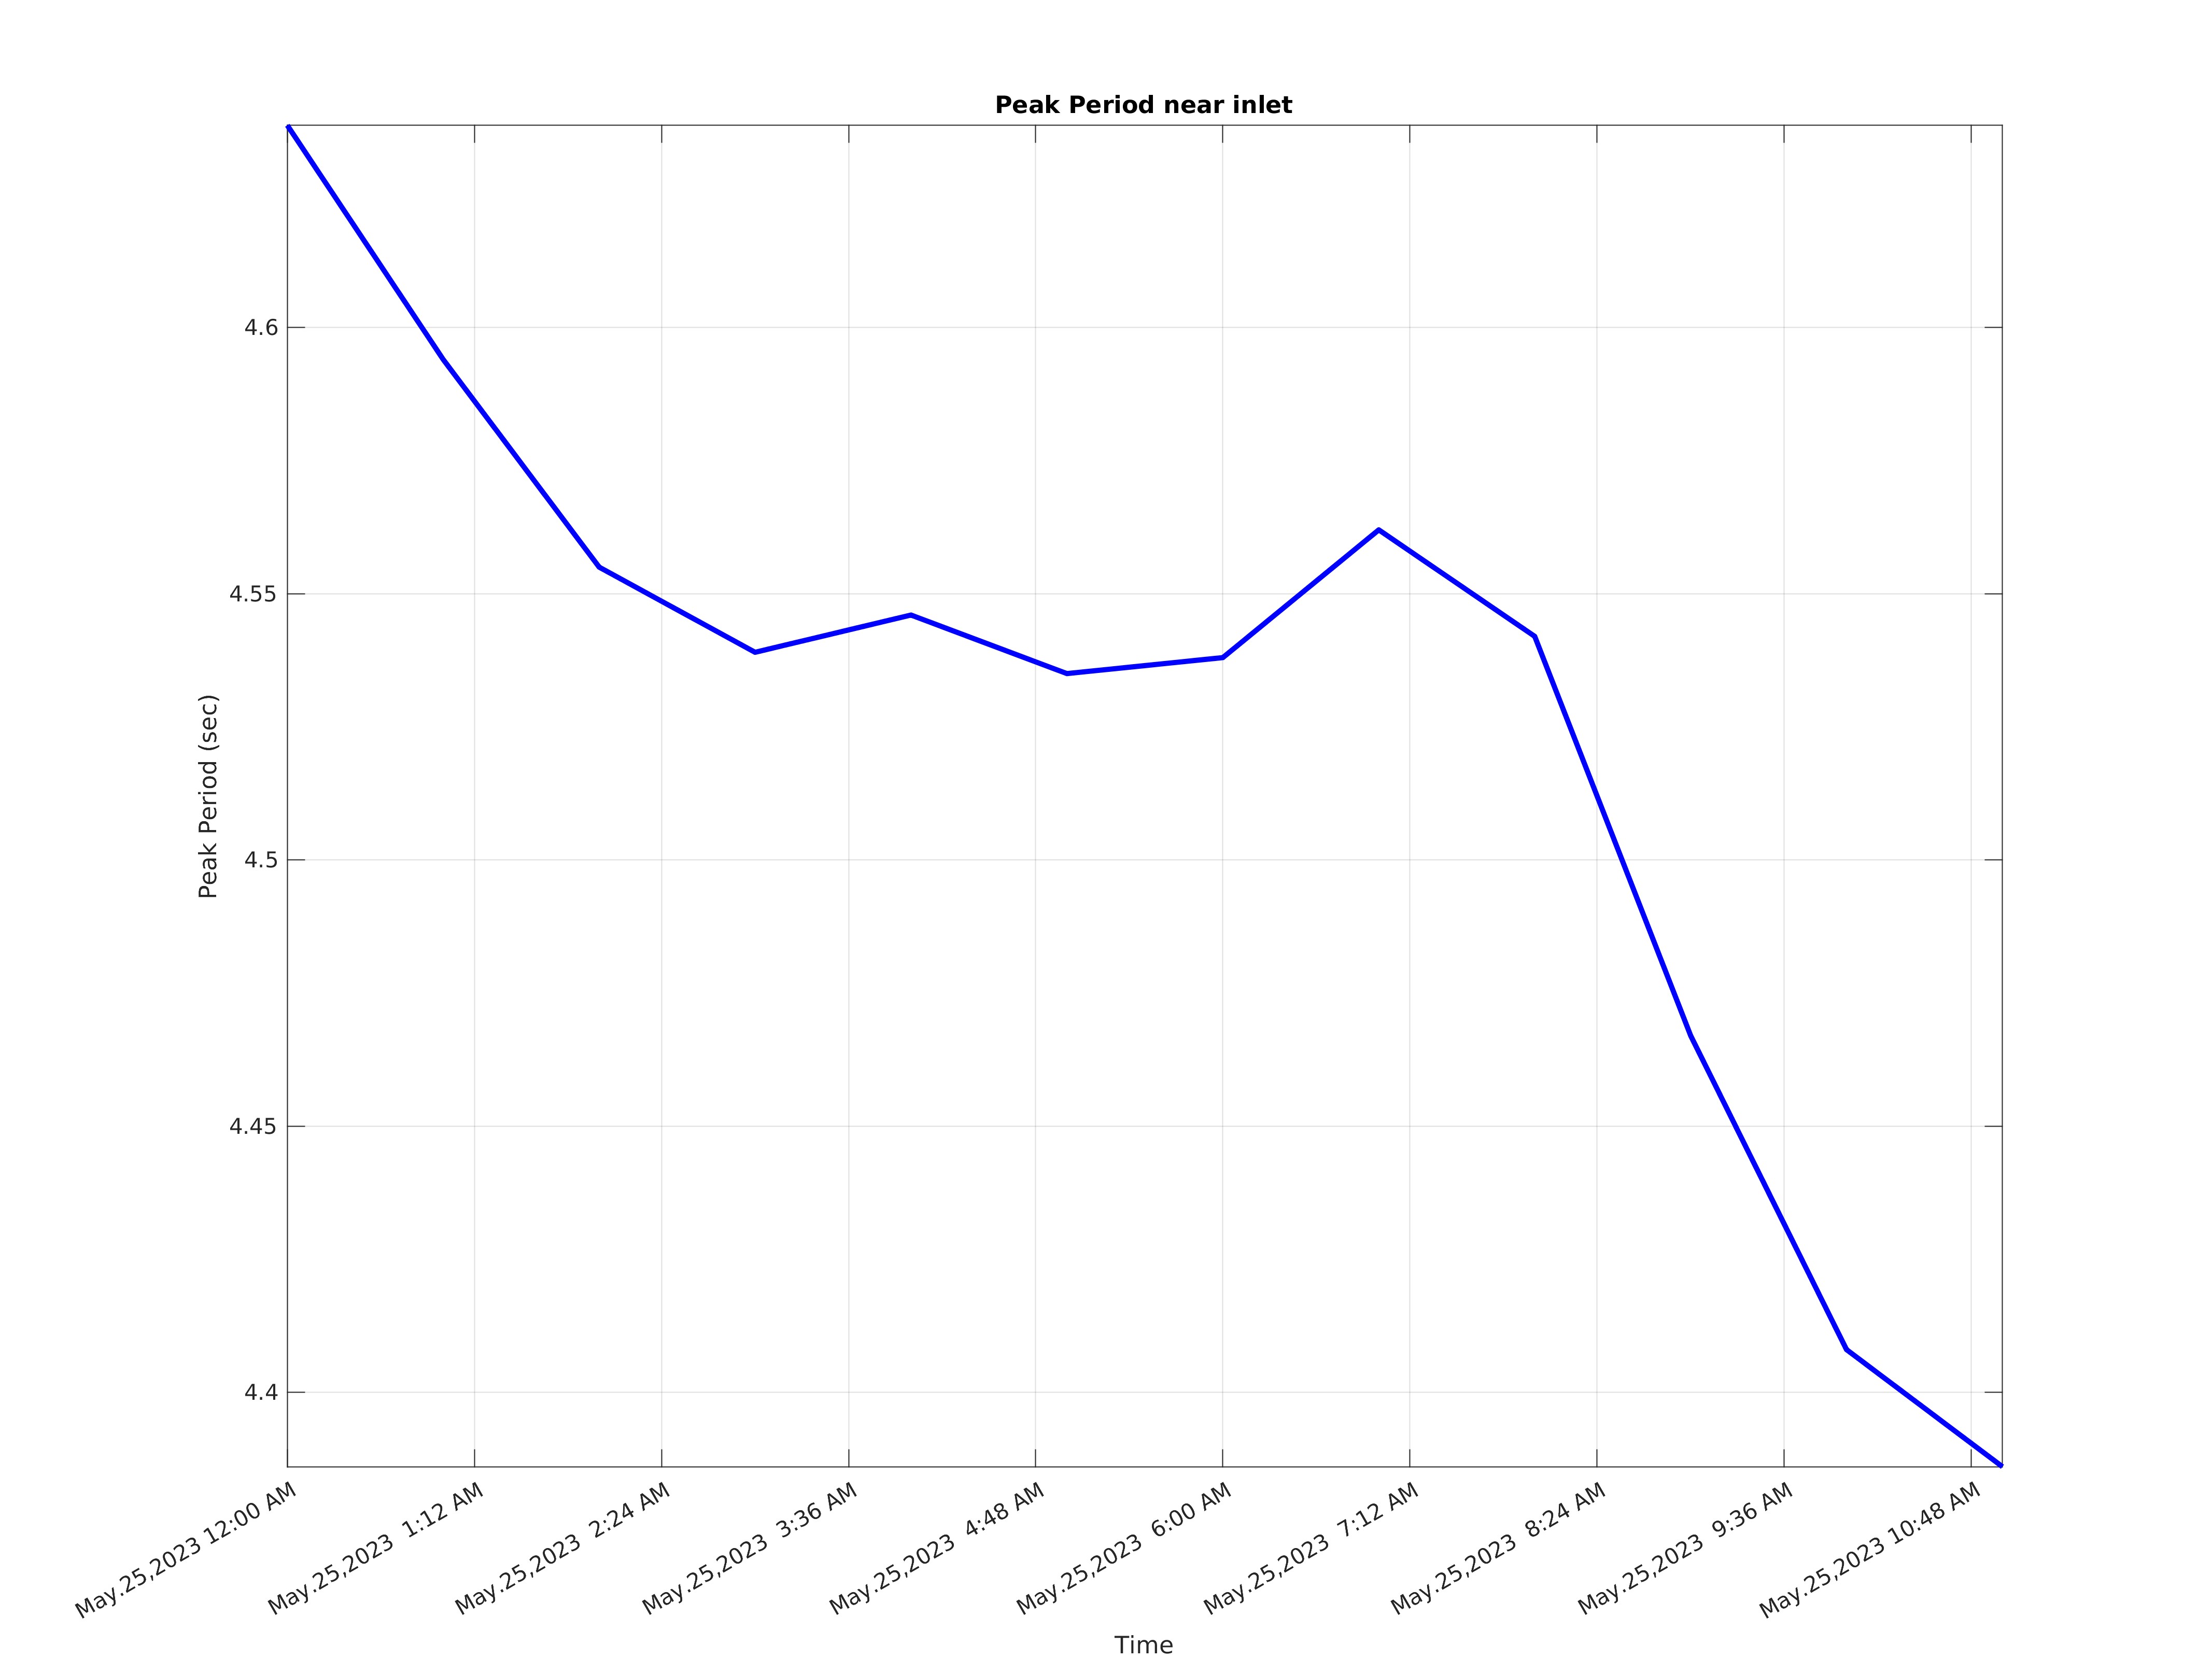 Peak Period near inlet
Peak Period (sec)
4.6
4.55
4.5
4.45
4.4
May.25,2023 12:00 AM
May.25,2023  1:12 AM
May.25,2023  2:24 AM
May.25,2023  3:36 AM
May.25,2023  4:48 AM
May.25,2023  6:00 AM
May.25,2023  7:12 AM
May.25,2023  8:24 AM
May.25,2023  9:36 AM
May.25,2023 10:48 AM
Time